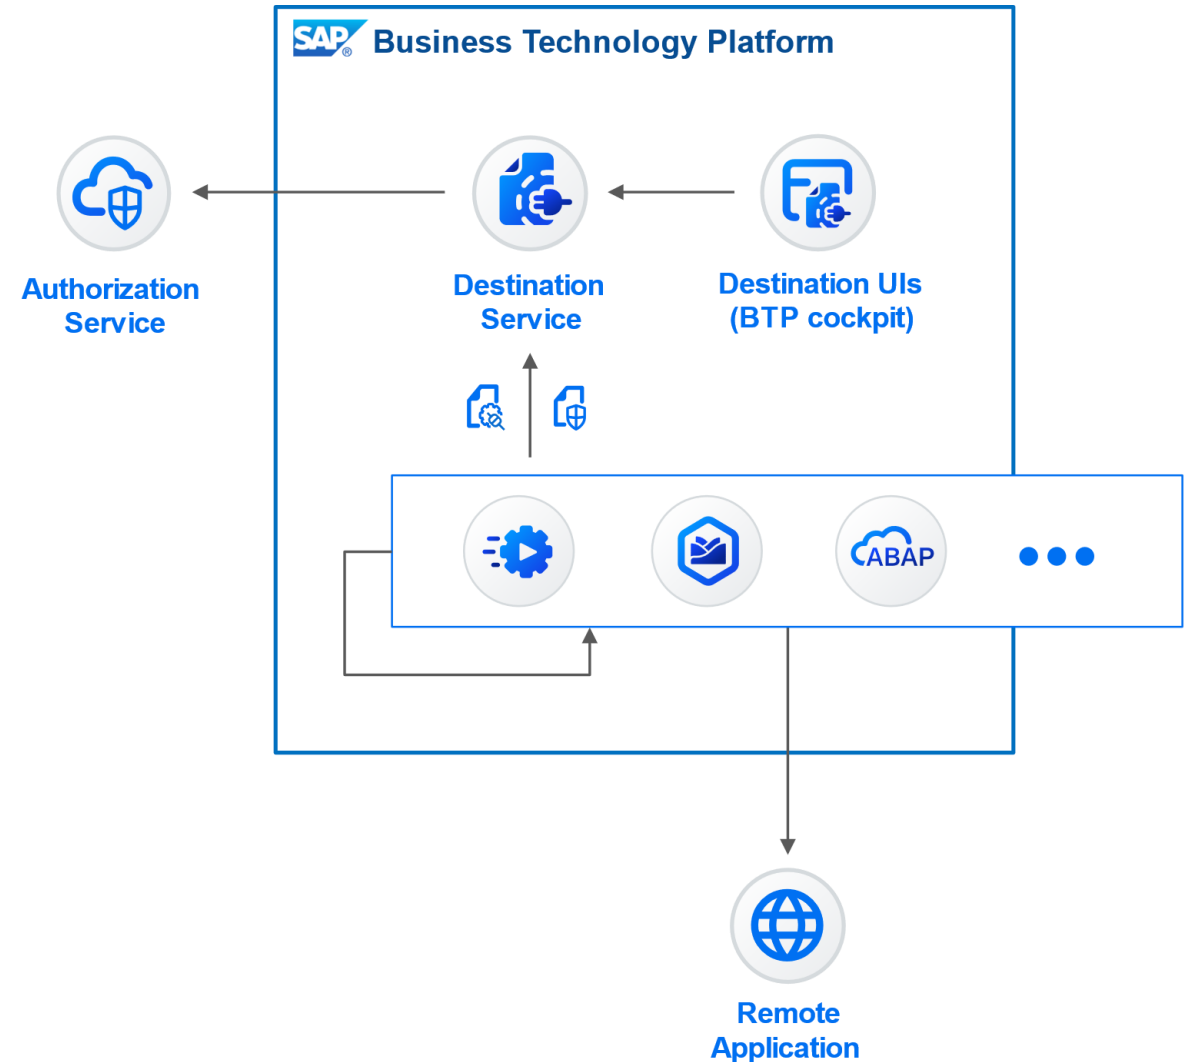 SAP® Business Technology Platform
Authorization
Service
Destination
Service
Destination UIs
(BTP cockpit)
ABAP
Remote
Application